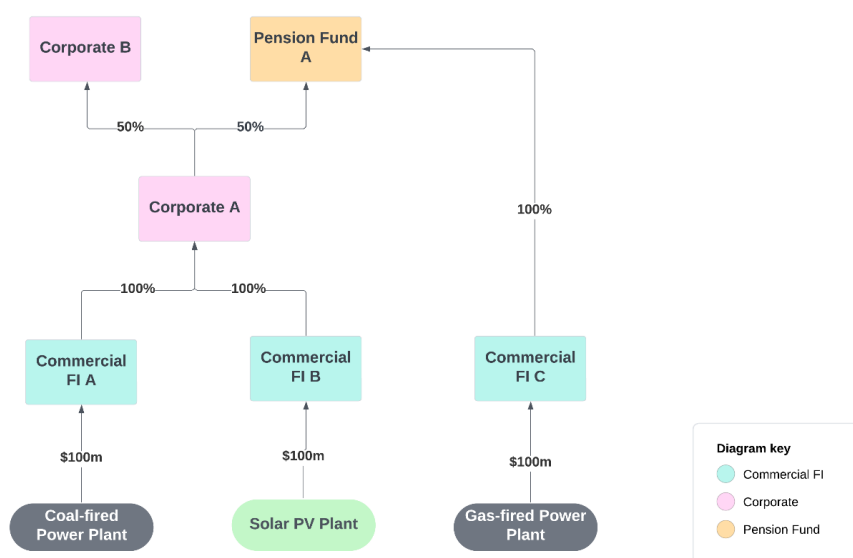 Corporate B
Pension Fund
A
50%
50%
Corporate A
100%
100%
100%
Commercial
FI A
Commercial
FI B
Commercial
FI C
$100m
$100m
$100m
Coal-fired
Power Plant
Solar PV Plant
Gas-fired Power
Plant
Diagram key
Commercial FI
Corporate
Pension Fund